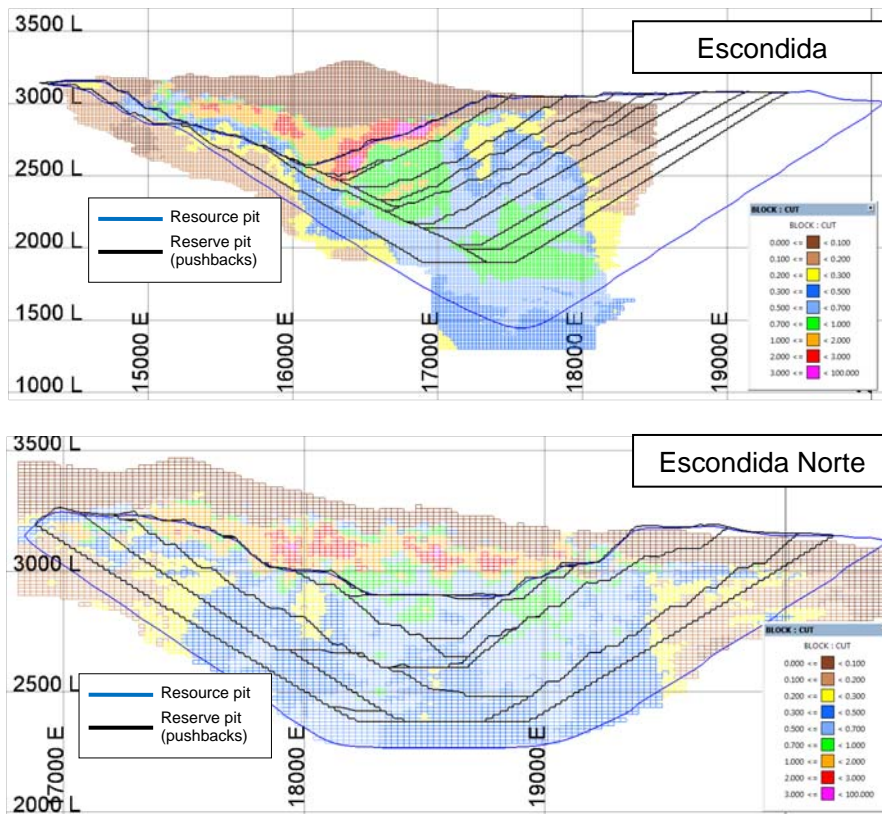 3500 L
Escondida
3000 L
2500 L
Resource pit
Reserve pit
(pushbacks)
2000 L
1500 L
1000 L
15000 E
16000 E
17000 E
18000 E
19000 E
BLOCK : CUT
BLOCK : CUT
0.000 <= < 0.100
0.100 <= < 0.200
0.200 <= < 0.300
0.300 <= < 0.500
0.500 <= < 0.700
0.700 <= < 1.000
1.000 <= < 2.000
2.000 <= < 3.000
3.000 <= < 100.000
3500 L
Escondida Norte
3000 L
2500 L
Resource pit
Reserve pit
(pushbacks)
2000 L
17000 E
18000 E
19000 E
BLOCK : CUT
BLOCK : CUT
0.000 <= < 0.100
0.100 <= < 0.200
0.200 <= < 0.300
0.300 <= < 0.500
0.500 <= < 0.700
0.700 <= < 1.000
1.000 <= < 2.000
2.000 <= < 3.000
3.000 <= < 100.000